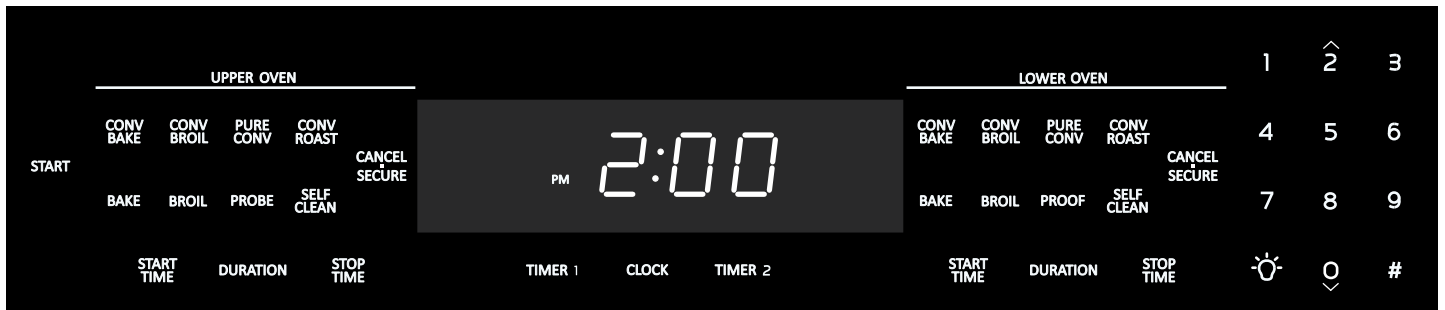 UPPER OVEN
LOWER OVEN
1 2 3
START
CONV BAKE
CONV BROIL
PURE CONV
CONV ROAST
CANCEL
SECURE
BAKE
BROIL
PROBE
SELF CLEAN
START TIME
DURATION
STOP TIME
PM 2:00
TIMER 1
CLOCK
TIMER 2
CONV BAKE
CONV BROIL
PURE CONV
CONV ROAST
CANCEL
SECURE
BAKE
BROIL
PROOF
SELF CLEAN
START TIME
DURATION
STOP TIME
4 5 6
7 8 9
0 #